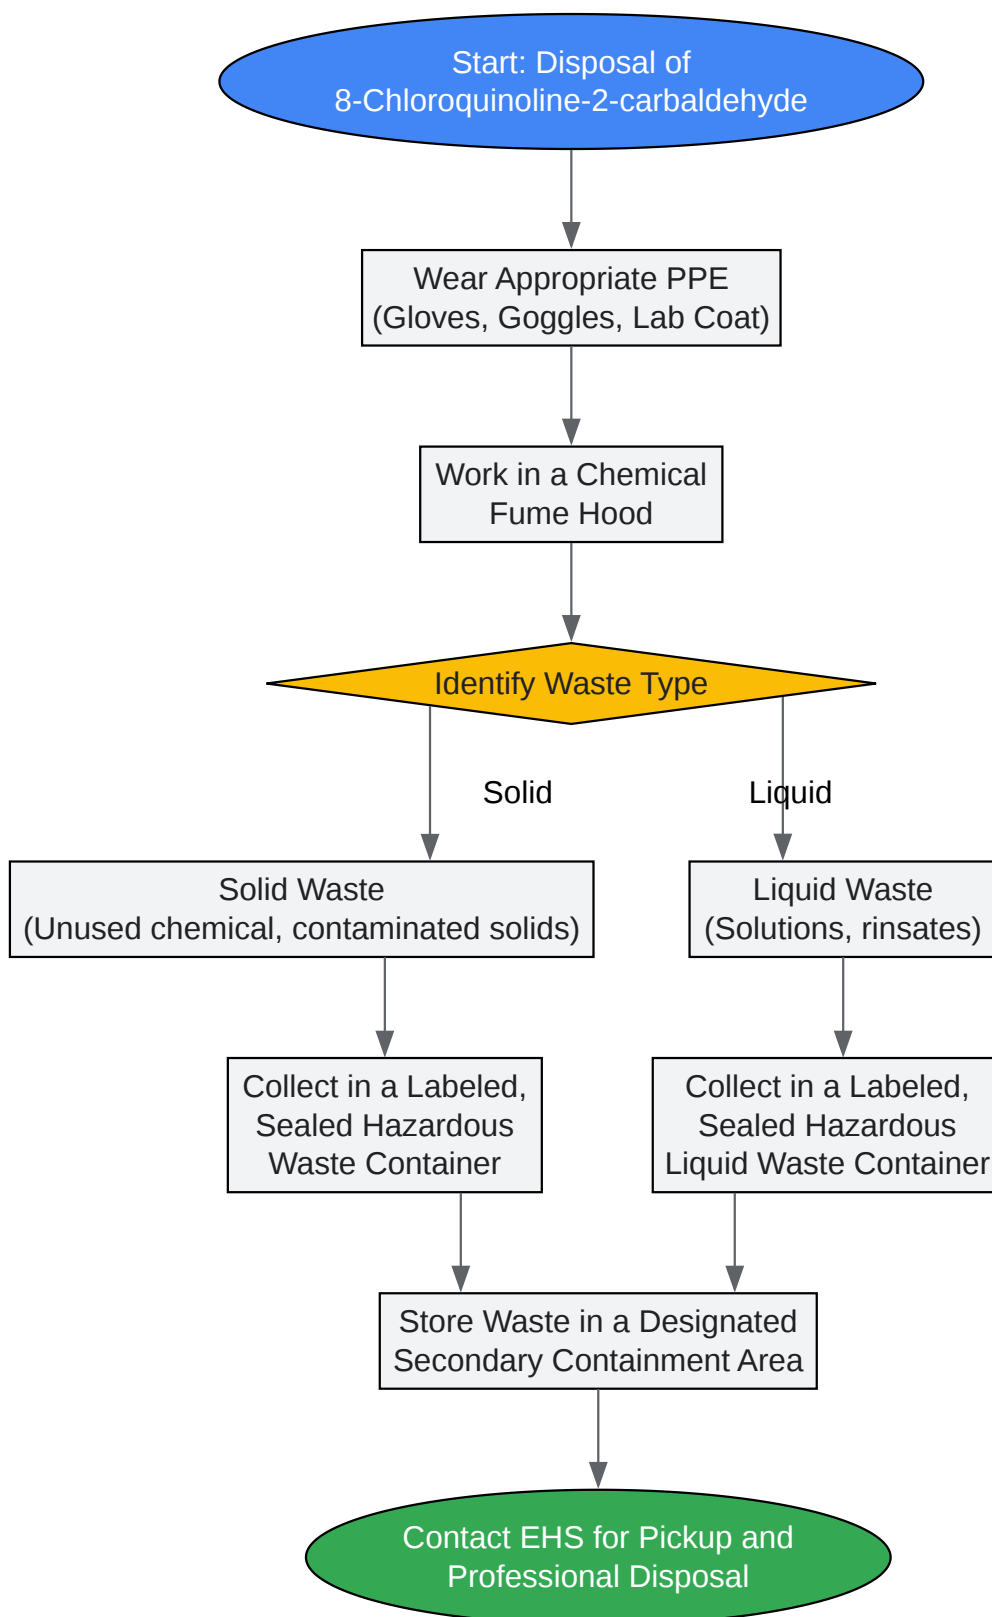 Start: Disposal of
8-Chloroquinoline-2-carbaldehyde
Wear Appropriate PPE
(Gloves, Goggles, Lab Coat)
Work in a Chemical
Fume Hood
Identify Waste Type
Solid
Liquid
Solid Waste
(Unused chemical, contaminated solids)
Liquid Waste
(Solutions, rinsates)
Collect in a Labeled,
Sealed Hazardous
Waste Container
Collect in a Labeled,
Sealed Hazardous
Liquid Waste Container
Store Waste in a Designated
Secondary Containment Area
Contact EHS for Pickup and
Professional Disposal